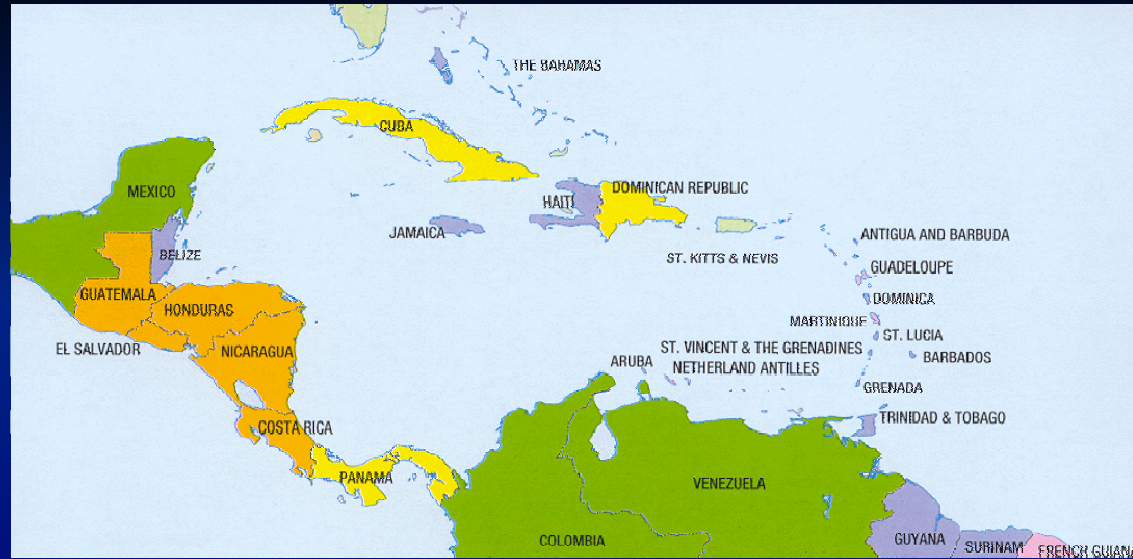 THE BAHAMAS
CUBA
MEXICO
DOMINICAN REPUBLIC
HAITI
JAMAICA
ANTIGUA AND BARBUDA
BELIZE
ST. KITTS & NEVIS
GUADELOUPE
GUATEMALA
DOMINICA
HONDURAS
MARTINIQUE
ST. LUCIA
EL SALVADOR
NICARAGUA
ST. VINCENT & THE GRENADINES
BARBADOS
ARUBA
NETHERLAND ANTILLES
GRENADA
TRINIDAD & TOBAGO
COSTA RICA
PANAMA
VENEZUELA
COLOMBIA
GUYANA
SURINAM
FRENCH GUIAN